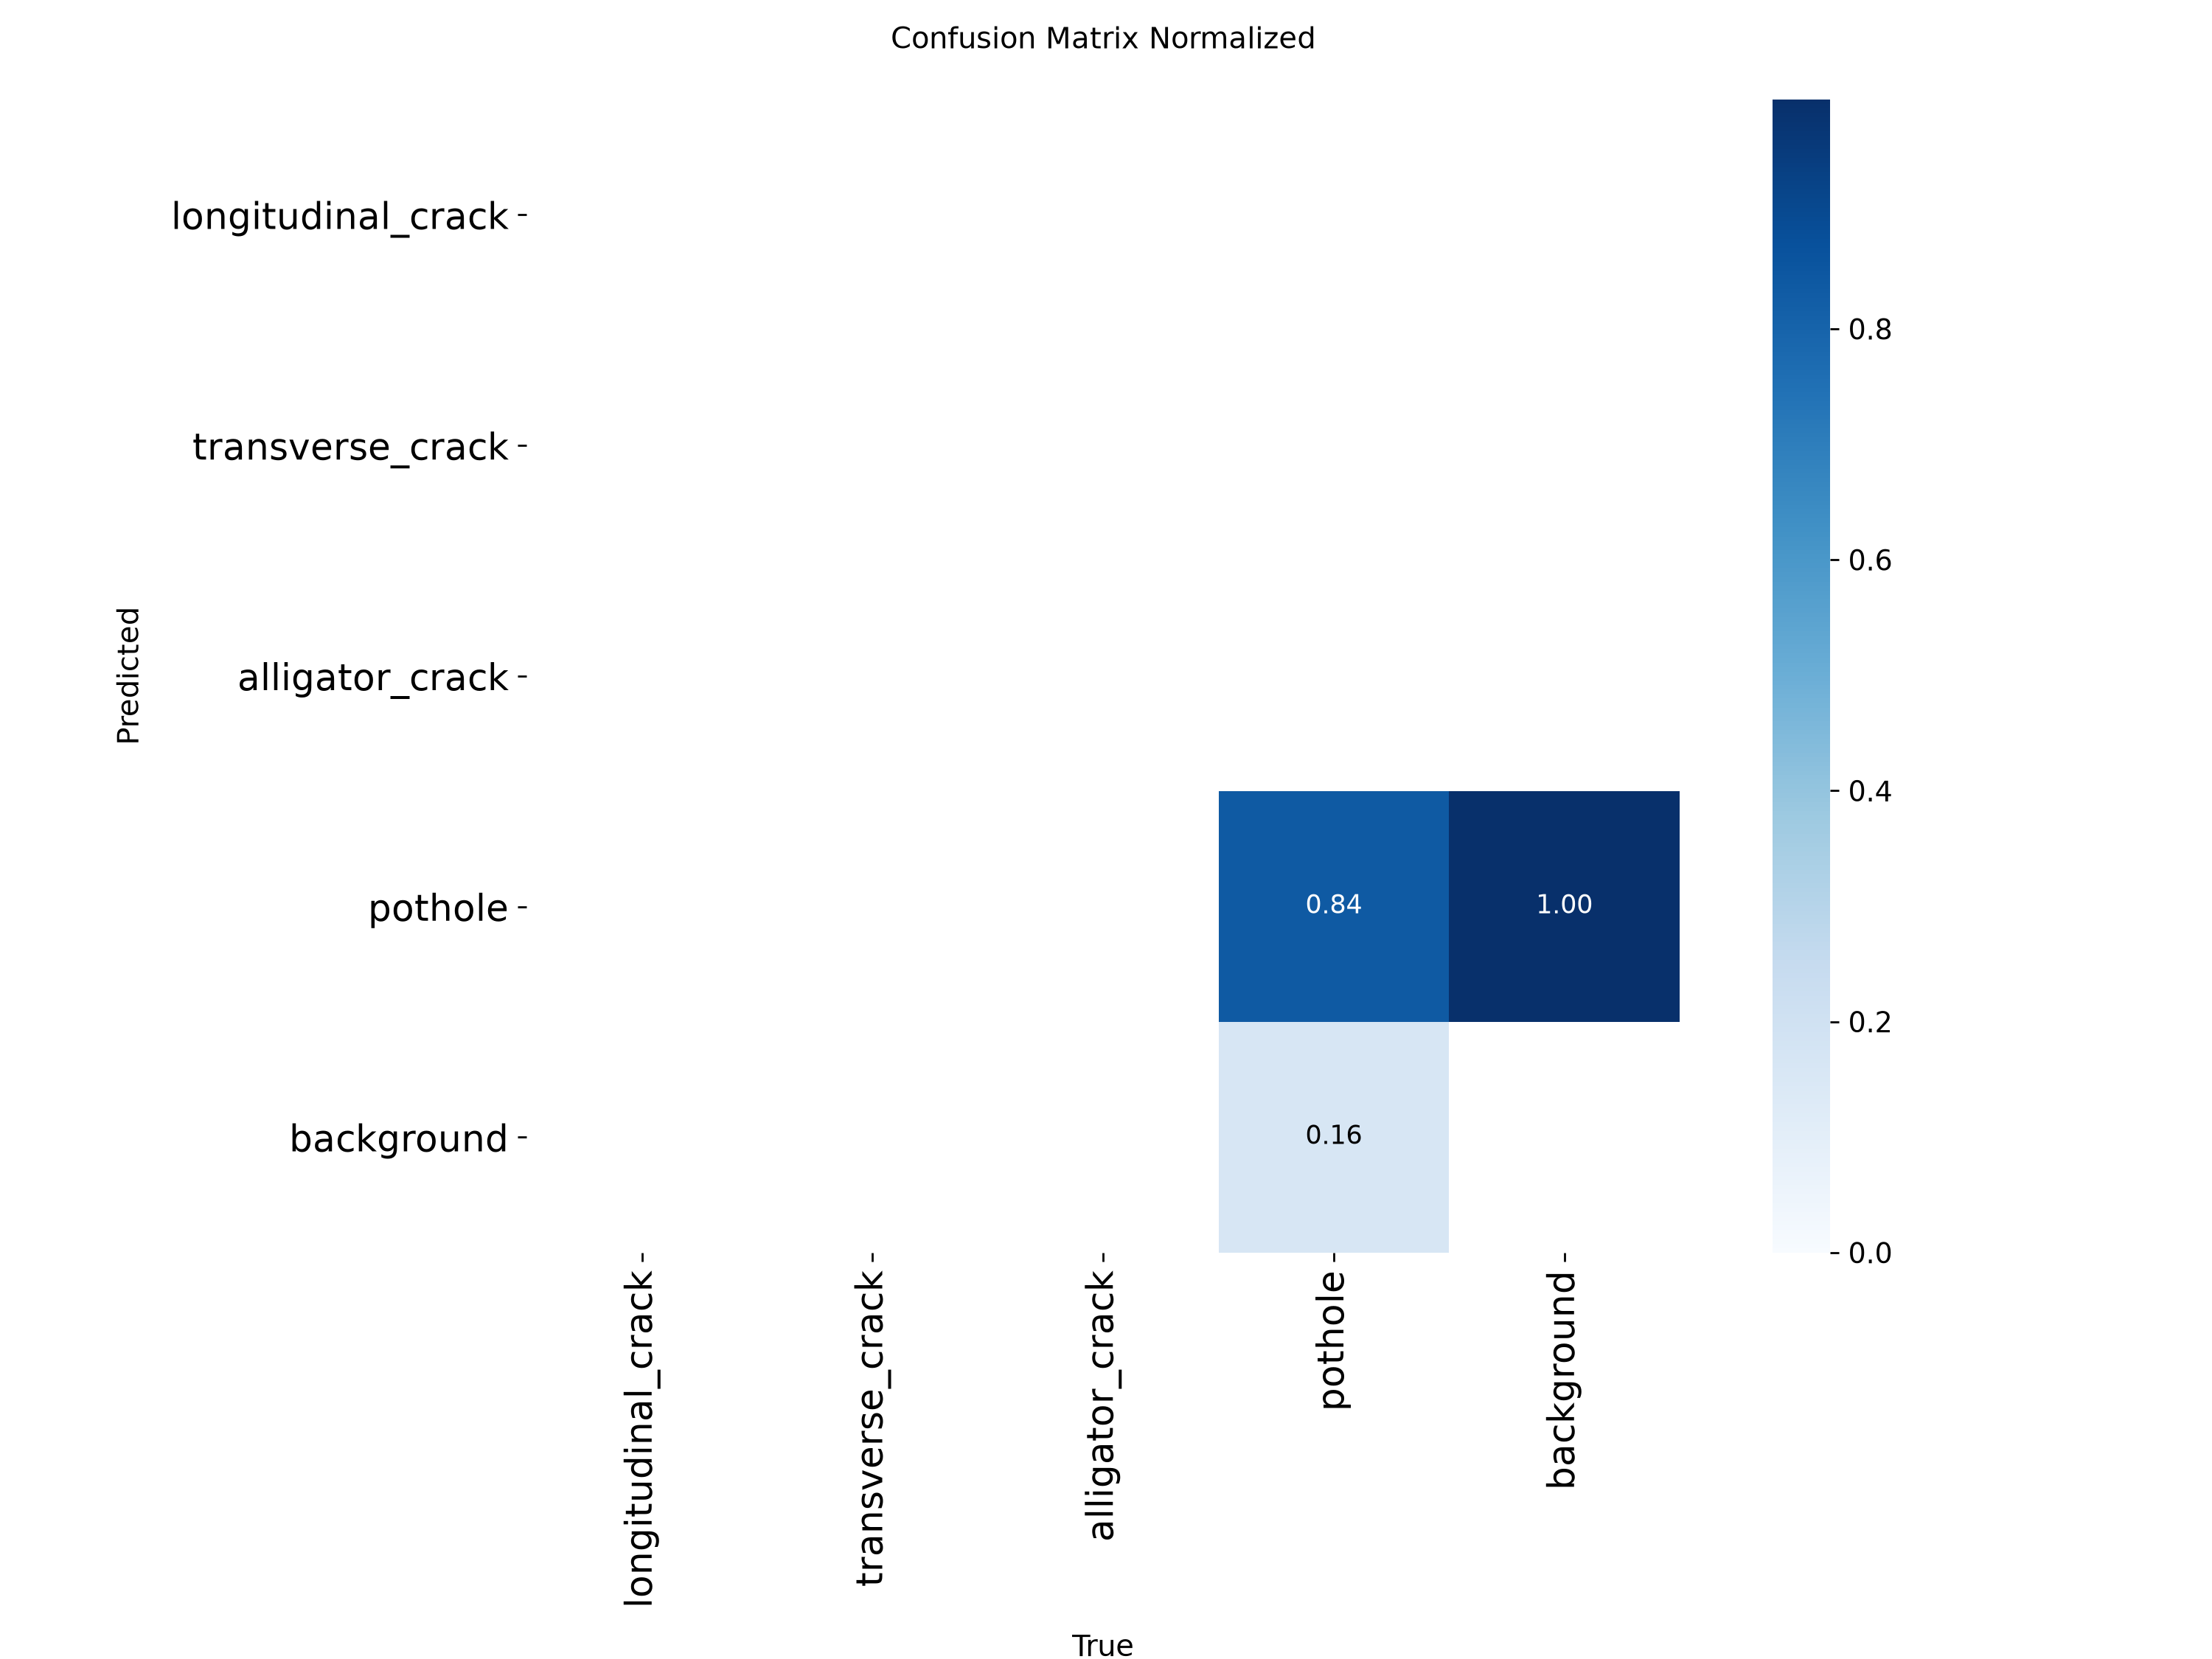 Confusion Matrix Normalized
Predicted
longitudinal_crack
transverse_crack
alligator_crack
pothole
background
0.84
1.00
0.16
longitudinal_crack
transverse_crack
alligator_crack
pothole
background
True
0.8
0.6
0.4
0.2
0.0